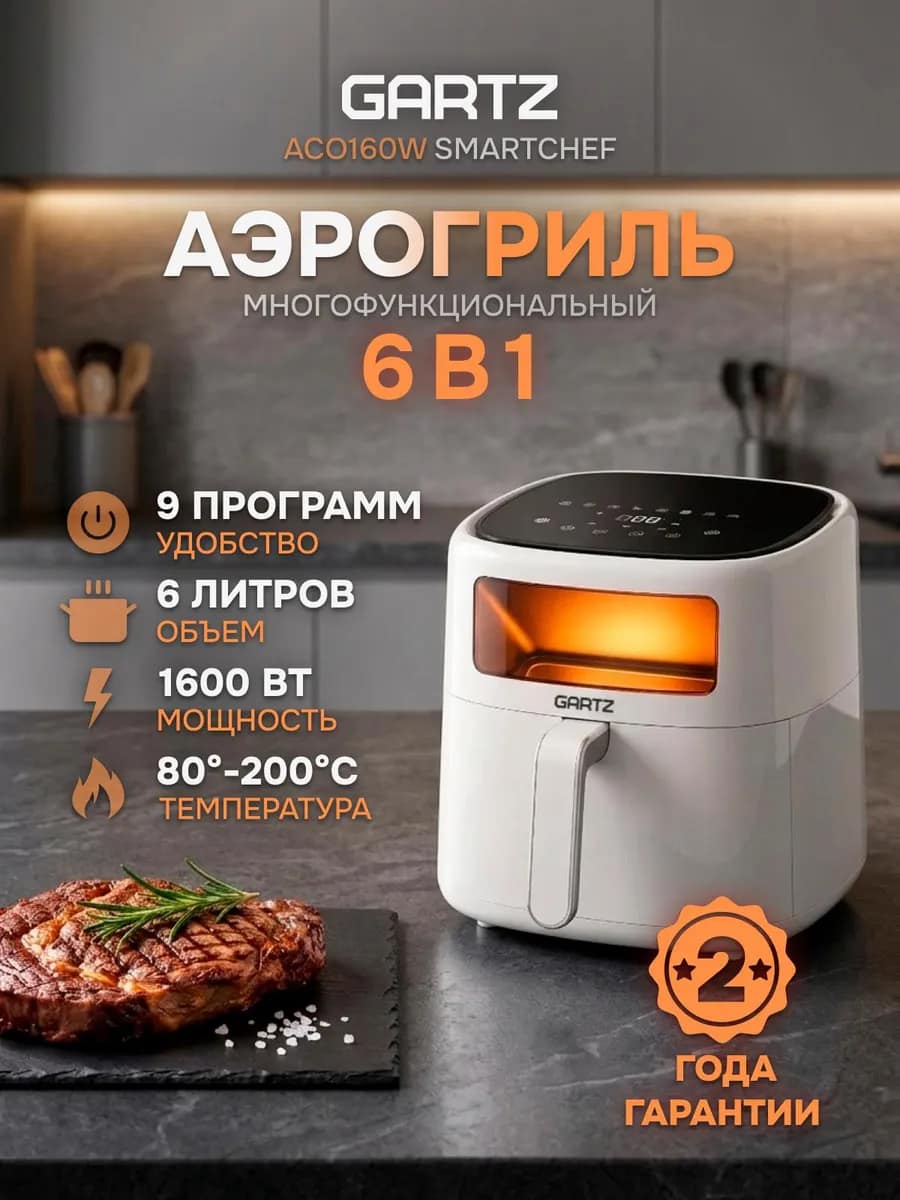 GARTZ
ACO160W SMARTCHEF
АЭРОГРИЛЬ
МНОГОФУНКЦИОНАЛЬНЫЙ
6 В 1
9 ПРОГРАММ
УДОБСТВО
6 ЛИТРОВ
ОБЪЕМ
1600 ВТ
МОЩНОСТЬ
80°-200°C
ТЕМПЕРАТУРА
GARTZ
2
ГОДА
ГАРАНТИИ